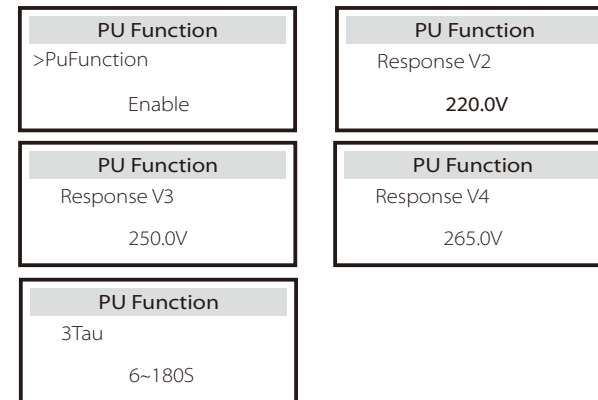 PU Function
>PuFunction
Enable
PU Function
Response V2
220.0V
PU Function
Response V3
250.0V
PU Function
Response V4
265.0V
PU Function
3Tau
6~180S